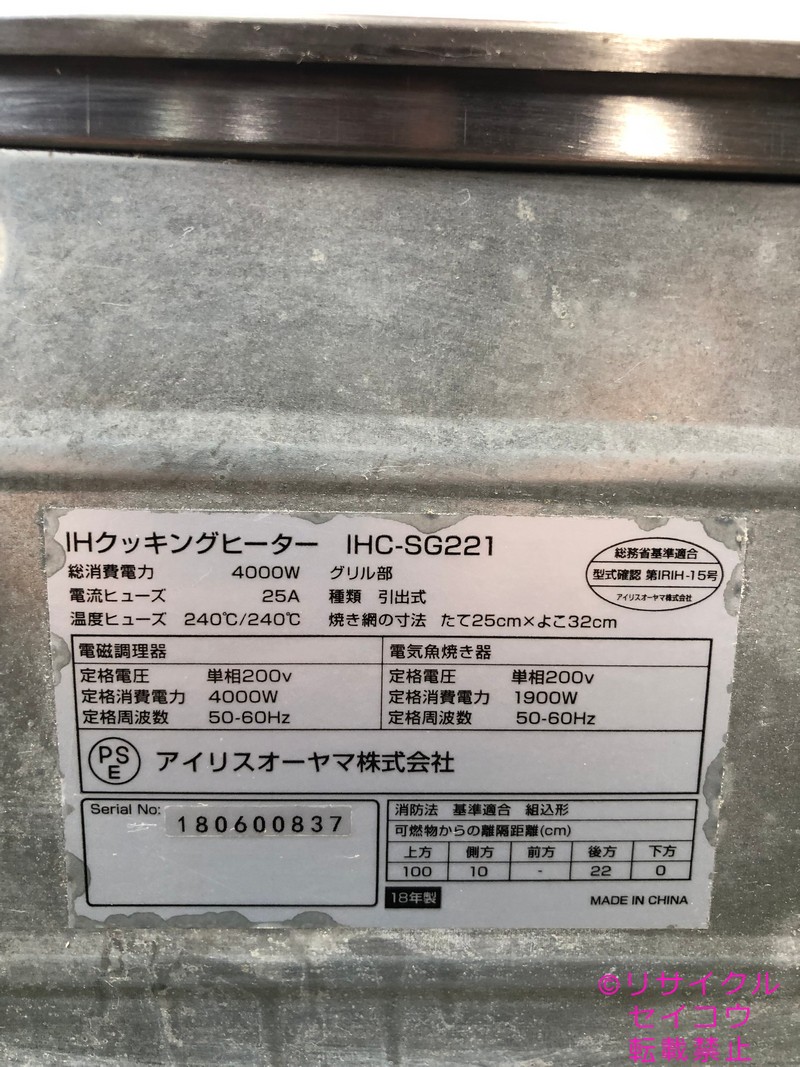 IHクッキングヒーター IHC-SG221
総消費電力 4000W グリル部
電流ヒューズ 25A 種類 引出式
温度ヒューズ 240℃/240℃ 焼き網の寸法 たて25cm×よこ32cm
総務省基準適合
型式確認 第IRIH-15号
アイリスオーヤマ株式会社
電磁調理器
定格電圧 単相200v
定格消費電力 4000W
定格周波数 50-60Hz
電気魚焼き器
定格電圧 単相200v
定格消費電力 1900W
定格周波数 50-60Hz
PS
E
アイリスオーヤマ株式会社
Serial No:
180600837
消防法 基準適合 組込形
可燃物からの離隔距離(cm)
上方 側方 前方 後方 下方
100 10 - 22 0
18年製
MADE IN CHINA
©リサイクル
セイコウ
転載禁止